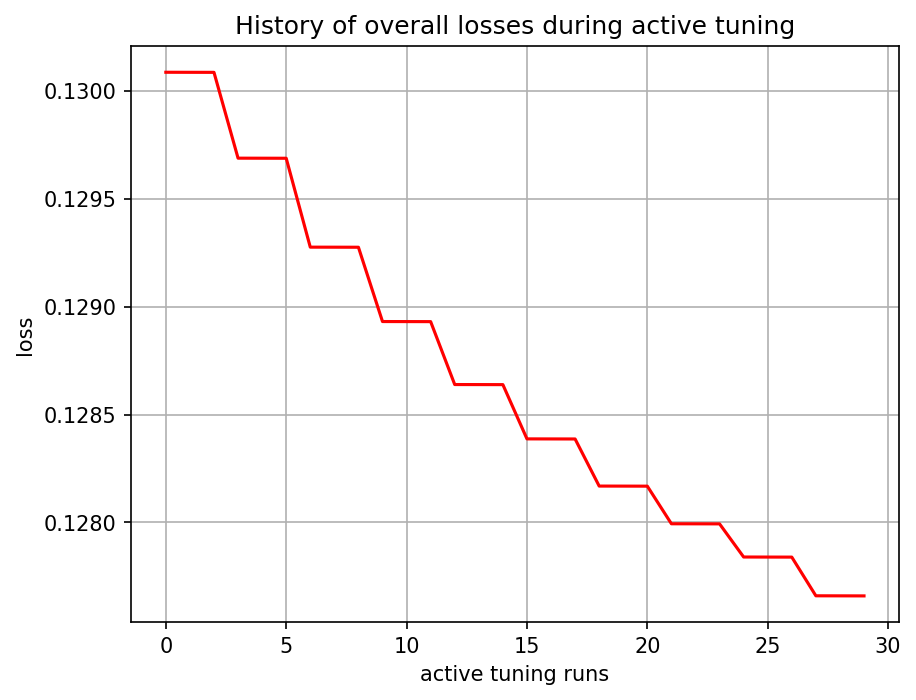 History of overall losses during active tuning
0.1300
0.1295
0.1290
0.1285
0.1280
loss
0 5 10 15 20 25 30
active tuning runs